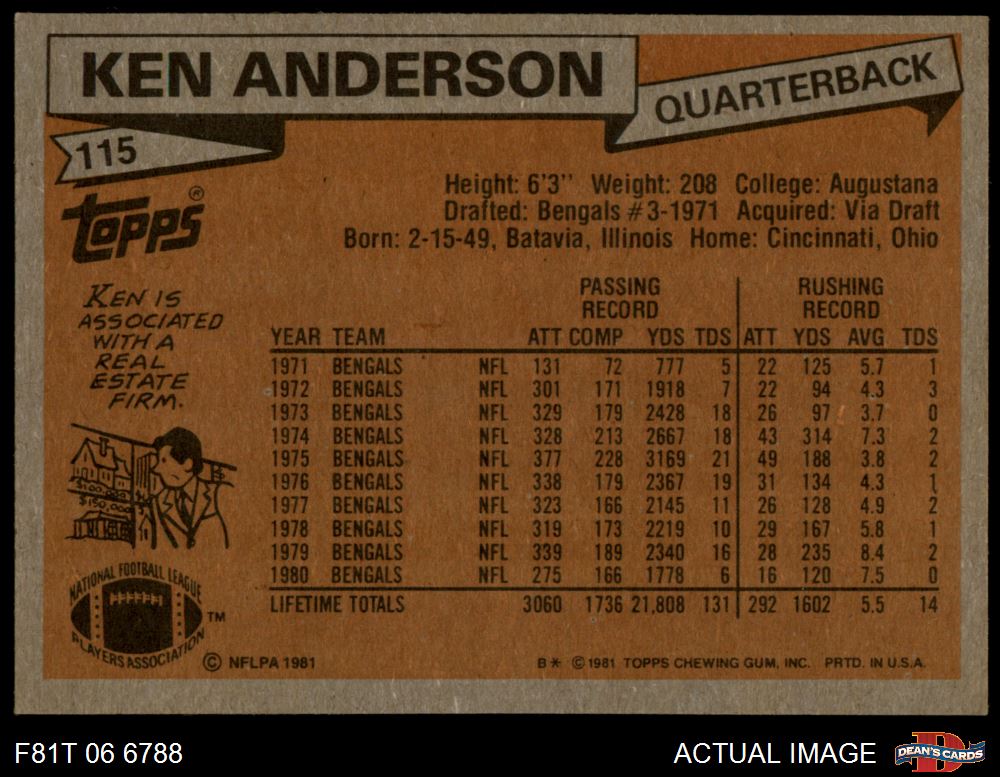 KEN ANDERSON
QUARTERBACK
115
topps®
Height: 6'3'' Weight: 208 College: Augustana
Drafted: Bengals #3-1971 Acquired: Via Draft
Born: 2-15-49, Batavia, Illinois Home: Cincinnati, Ohio
KEN IS
ASSOCIATED
WITH A
REAL
ESTATE
FIRM.
$100,000
$150,000
$
PASSING RUSHING
RECORD RECORD
YEAR TEAM ATT COMP YDS TDS ATT YDS AVG TDS
1971 BENGALS NFL 131 72 777 5 22 125 5.7 1
1972 BENGALS NFL 301 171 1918 7 22 94 4.3 3
1973 BENGALS NFL 329 179 2428 18 26 97 3.7 0
1974 BENGALS NFL 328 213 2667 18 43 314 7.3 2
1975 BENGALS NFL 377 228 3169 21 49 188 3.8 2
1976 BENGALS NFL 338 179 2367 19 31 134 4.3 1
1977 BENGALS NFL 323 166 2145 11 26 128 4.9 2
1978 BENGALS NFL 319 173 2219 10 29 167 5.8 1
1979 BENGALS NFL 339 189 2340 16 28 235 8.4 2
1980 BENGALS NFL 275 166 1778 6 16 120 7.5 0
LIFETIME TOTALS 3060 1736 21,808 131 292 1602 5.5 14
NATIONAL FOOTBALL LEAGUE
PLAYERS ASSOCIATION
TM
© NFLPA 1981
B* © 1981 TOPPS CHEWING GUM, INC. PRTD. IN U.S.A.
F81T 06 6788
ACTUAL IMAGE
D
DEAN'S CARDS